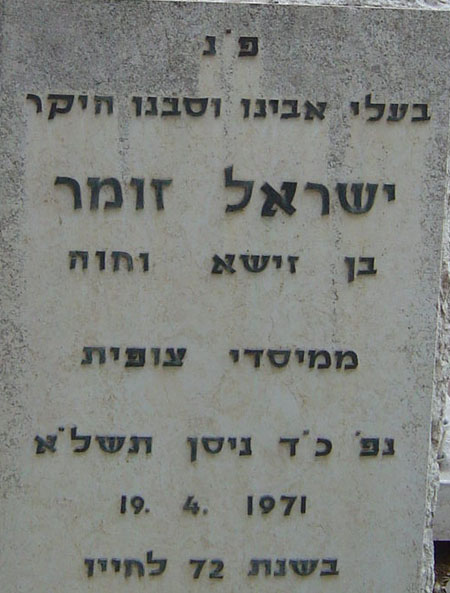 פ"נ
בעלי אבינו וסבנו היקר
ישראל זומר
בן זישא וחוה
ממיסדי צופית
נפ' כ"ד ניסן תשל"א
19. 4. 1971
בשנת 72 לחייו